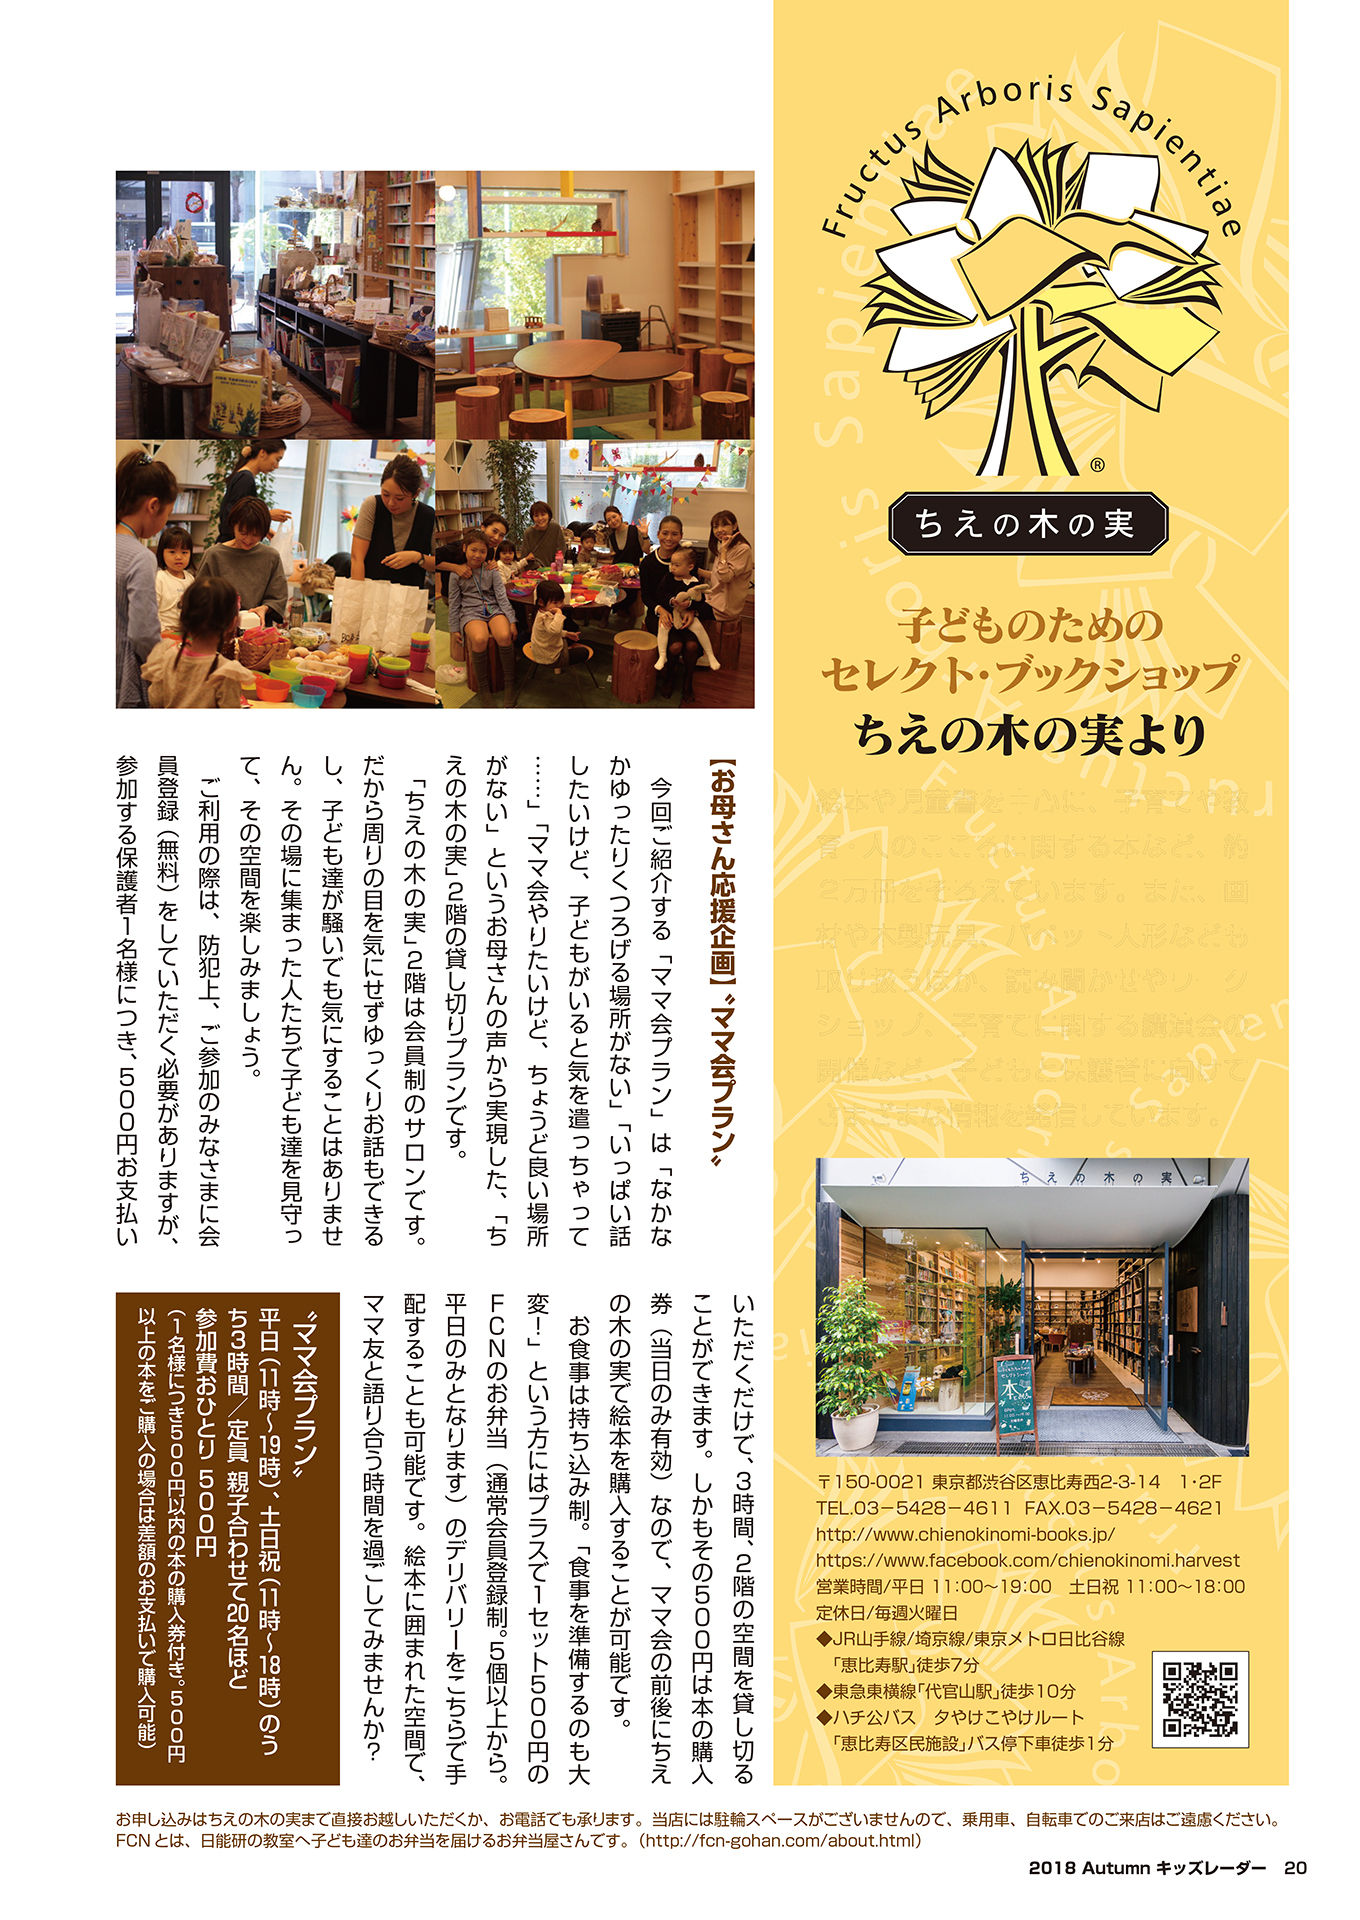 Fructus Arboris Sapientiae
®
ちえの木の実
子どものための
セレクト・ブックショップ
ちえの木の実より
絵本や児童書を中心に、子育てや教
育・人のこころに関する本など、約
2万冊をそろえています。また、画
材や木製玩具、パペット人形なども
取り扱うほか、読み聞かせやワーク
ショップ、子育てに関する講演会の
開催など、子どもと保護者に向けて
さまざまな情報を発信しています。
ちえの木の実
〒150-0021 東京都渋谷区恵比寿西2-3-14　1・2F
TEL.03－5428－4611 FAX.03－5428－4621
http://www.chienokinomi-books.jp/
https://www.facebook.com/chienokinomi.harvest
営業時間/平日 11:00～19:00　土日祝 11:00～18:00
定休日/毎週火曜日
◆JR山手線/埼京線/東京メトロ日比谷線
「恵比寿駅」徒歩7分
◆東急東横線「代官山駅」徒歩10分
◆ハチ公バス　夕やけこやけルート
「恵比寿区民施設」バス停下車徒歩1分
【お母さん応援企画】〝ママ会プラン〟
今回ご紹介する「ママ会プラン」は「なかな
かゆったりくつろげる場所がない」「いっぱい話
したいけど、子どもがいると気を遣っちゃって
……」「ママ会やりたいけど、ちょうど良い場所
がない」というお母さんの声から実現した、「ち
えの木の実」2階の貸し切りプランです。
「ちえの木の実」2階は会員制のサロンです。
だから周りの目を気にせずゆっくりお話もできる
し、子ども達が騒いでも気にすることはありませ
ん。その場に集まった人たちで子ども達を見守っ
て、その空間を楽しみましょう。
ご利用の際は、防犯上、ご参加のみなさまに会
員登録（無料）をしていただく必要がありますが、
参加する保護者1名様につき、500円お支払い
いただくだけで、3時間、2階の空間を貸し切る
ことができます。しかもその500円は本の購入
券（当日のみ有効）なので、ママ会の前後にちえ
の木の実で絵本を購入することが可能です。
お食事は持ち込み制。「食事を準備するのも大
変！」という方にはプラスで1セット500円の
FCNのお弁当（通常会員登録制。5個以上から。
平日のみとなります）のデリバリーをこちらで手
配することも可能です。絵本に囲まれた空間で、
ママ友と語り合う時間を過ごしてみませんか？
〝ママ会プラン〟
平日（11時～19時）、土日祝（11時～18時）のう
ち3時間／定員 親子合わせて20名ほど
参加費おひとり 500円
（1名様につき500円以内の本の購入券付き。500円
以上の本をご購入の場合は差額のお支払いで購入可能）
お申し込みはちえの木の実まで直接お越しいただくか、お電話でも承ります。当店には駐輪スペースがございませんので、乗用車、自転車でのご来店はご遠慮ください。
FCNとは、日能研の教室へ子ども達のお弁当を届けるお弁当屋さんです。（http://fcn-gohan.com/about.html）
2018 Autumn キッズレーダー　20